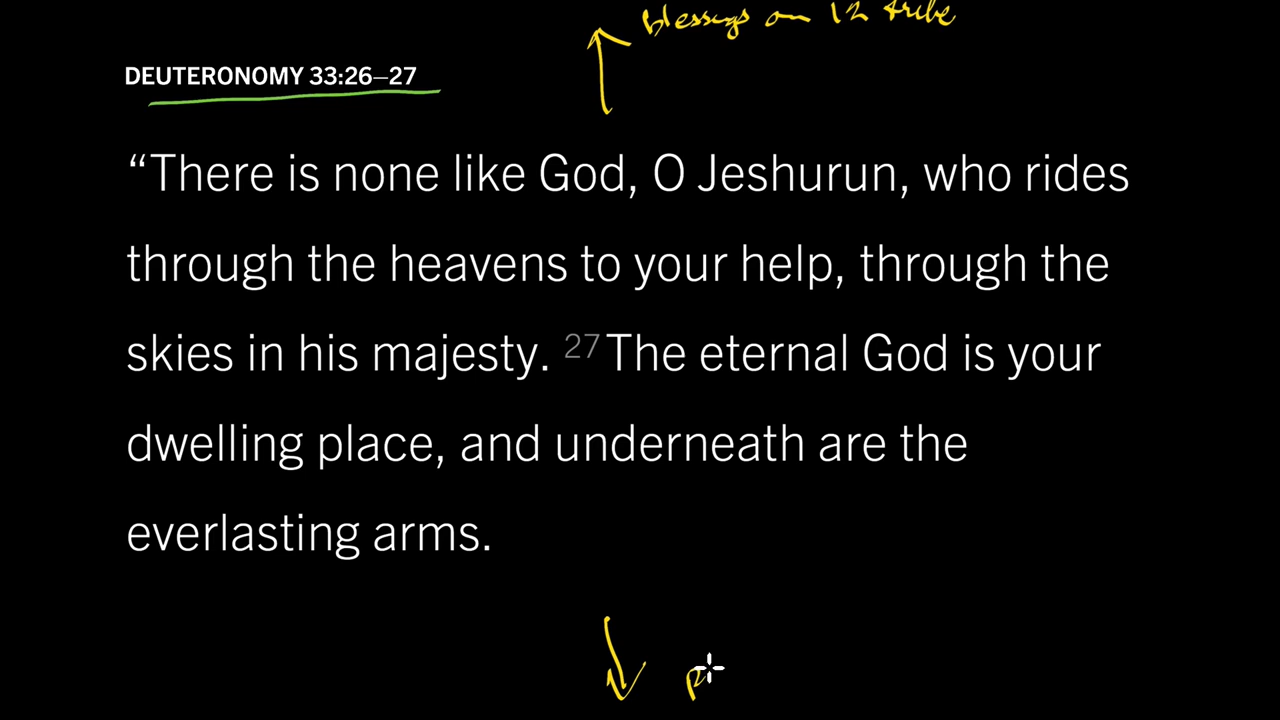 blessings on 12 tribe
DEUTERONOMY 33:26–27
“There is none like God, O Jeshurun, who rides
through the heavens to your help, through the
skies in his majesty. 27 The eternal God is your
dwelling place, and underneath are the
everlasting arms.
p